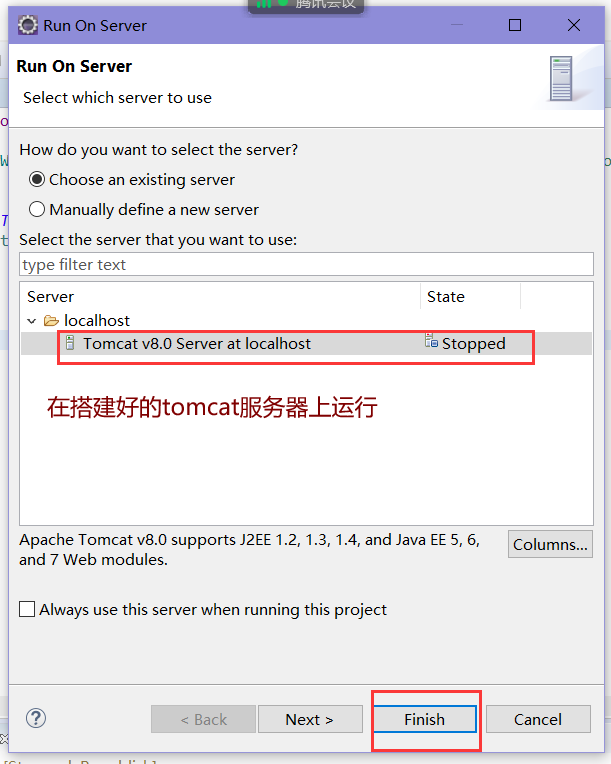 腾讯会议
Run On Server
Run On Server
Select which server to use
How do you want to select the server?
Choose an existing server
Manually define a new server
Select the server that you want to use:
type filter text
Server State
localhost
Tomcat v8.0 Server at localhost Stopped
在搭建好的tomcat服务器上运行
Apache Tomcat v8.0 supports J2EE 1.2, 1.3, 1.4, and Java EE 5, 6,
and 7 Web modules.
Columns...
Always use this server when running this project
?
< Back Next > Finish Cancel